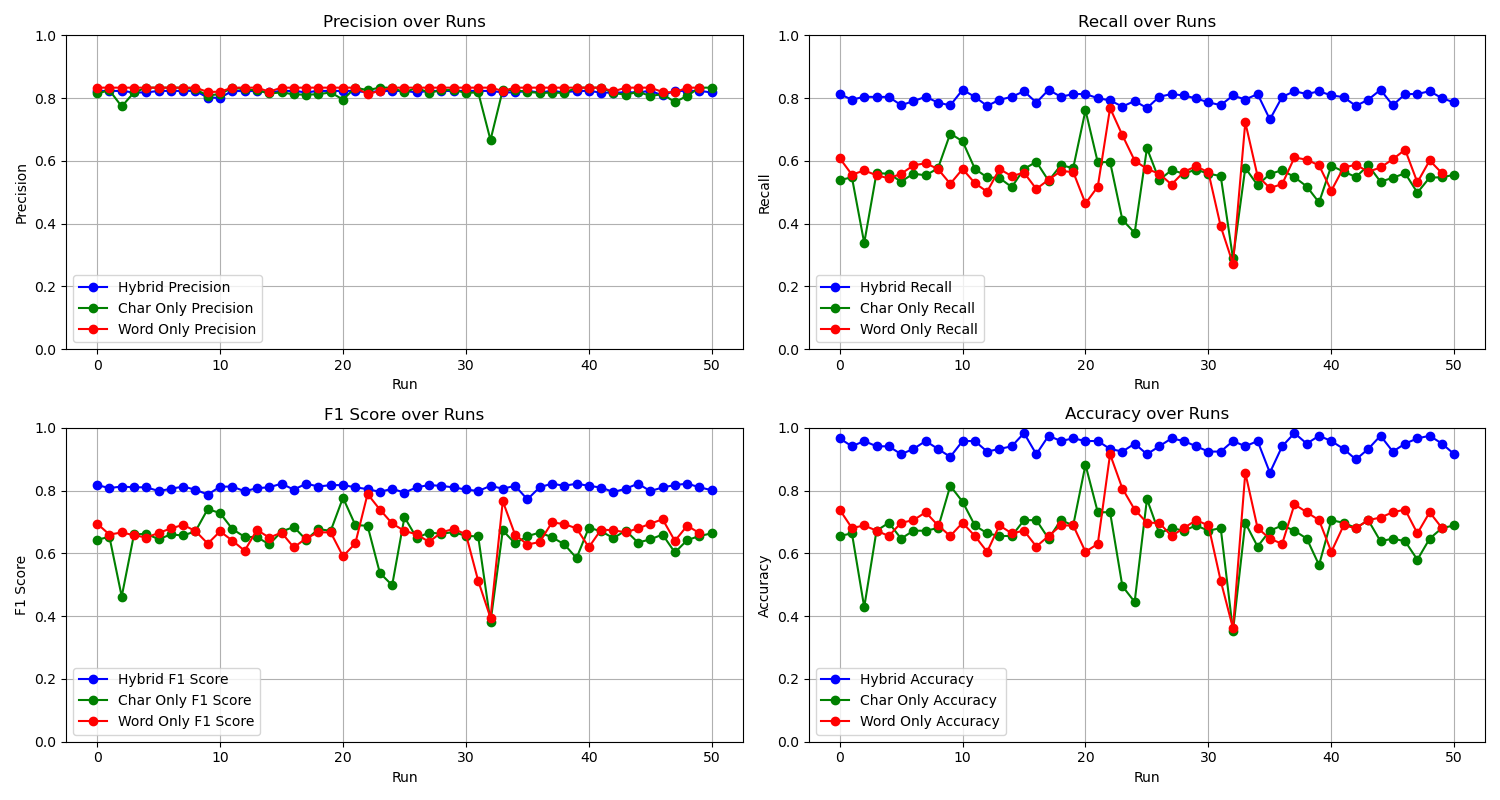 Precision over Runs
1.0
0.8
0.6
0.4
0.2
0.0
Precision
Hybrid Precision
Char Only Precision
Word Only Precision
0 10 20 30 40 50
Run
Recall over Runs
1.0
0.8
0.6
0.4
0.2
0.0
Recall
Hybrid Recall
Char Only Recall
Word Only Recall
0 10 20 30 40 50
Run
F1 Score over Runs
1.0
0.8
0.6
0.4
0.2
0.0
F1 Score
Hybrid F1 Score
Char Only F1 Score
Word Only F1 Score
0 10 20 30 40 50
Run
Accuracy over Runs
1.0
0.8
0.6
0.4
0.2
0.0
Accuracy
Hybrid Accuracy
Char Only Accuracy
Word Only Accuracy
0 10 20 30 40 50
Run